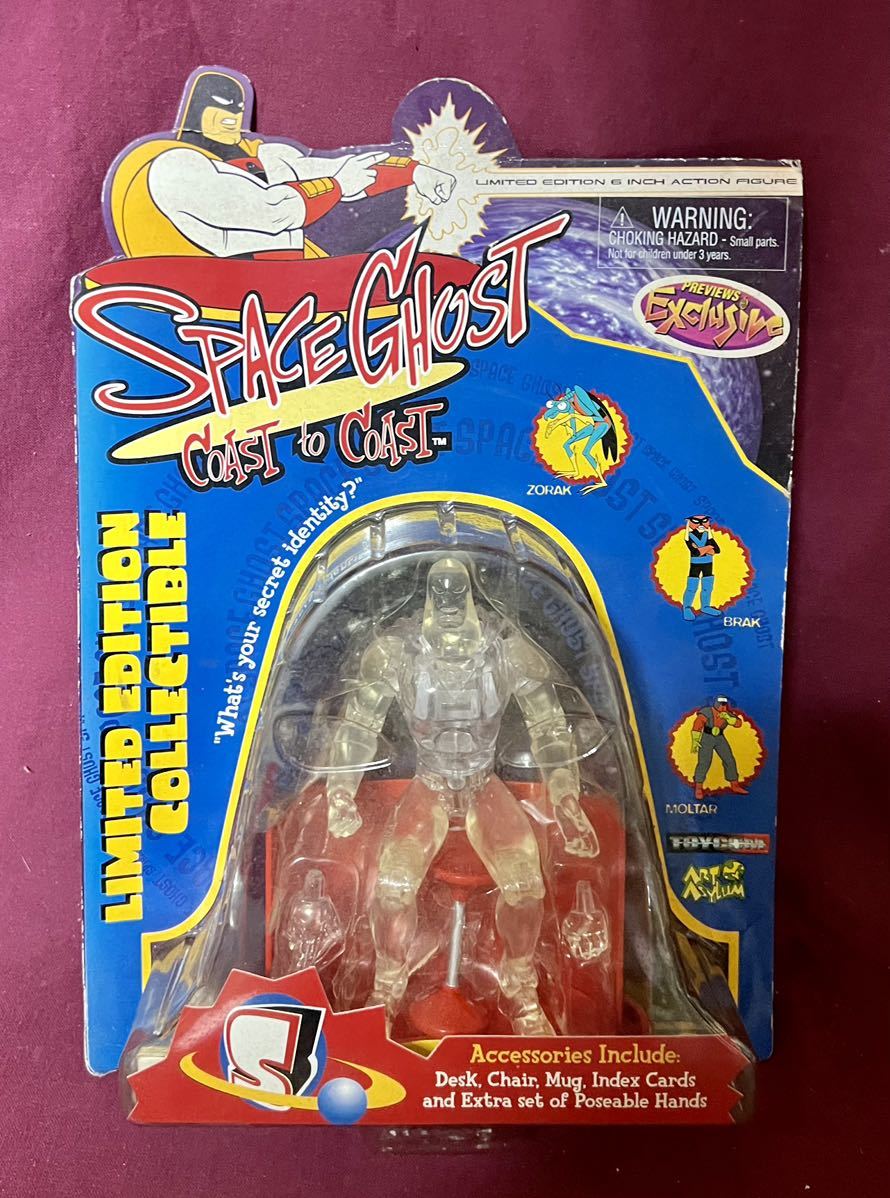 LIMITED EDITION 6 INCH ACTION FIGURE
WARNING:
CHOKING HAZARD - Small parts.
Not for children under 3 years.
PREVIEWS
EXCLUSIVE
SPACE GHOST
COAST to COAST™
ZORAK
"What's your secret identity?"
LIMITED EDITION
COLLECTIBLE
BRAK
MOLTAR
TOYCOM
ART ASYLUM
Accessories Include:
Desk, Chair, Mug, Index Cards
and Extra set of Poseable Hands